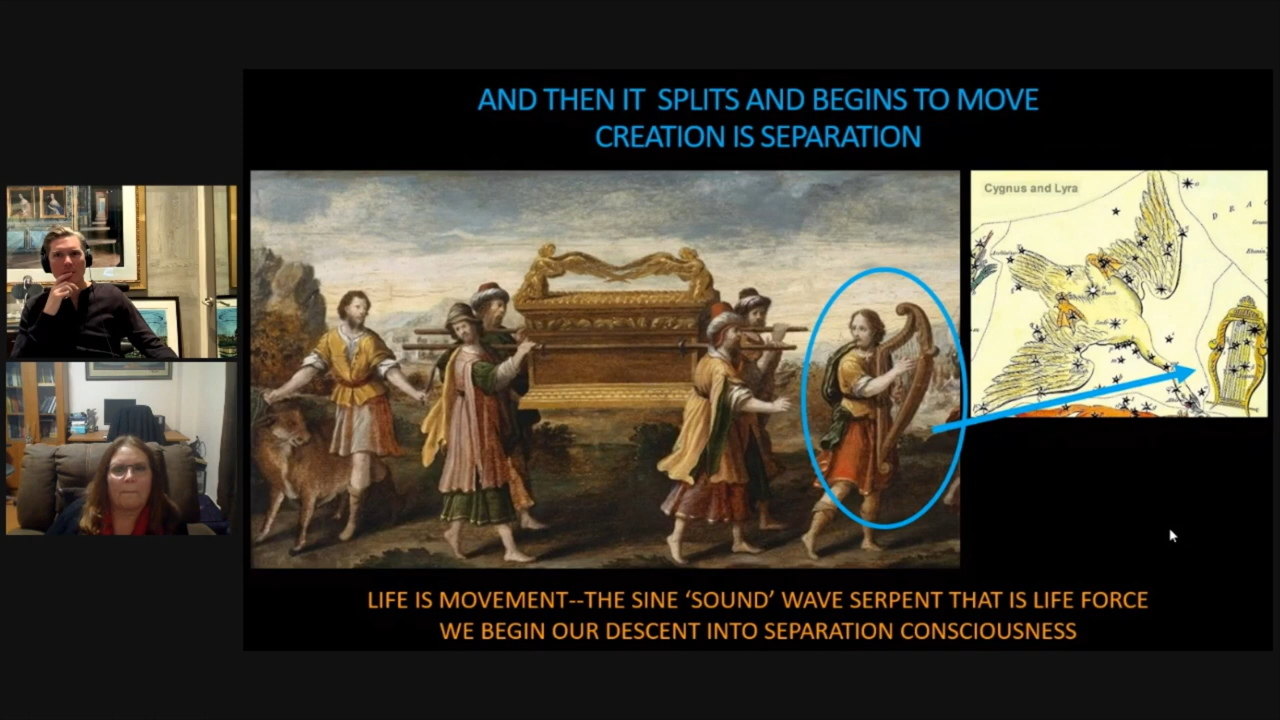 AND THEN IT SPLITS AND BEGINS TO MOVE
CREATION IS SEPARATION
Cygnus and Lyra
LIFE IS MOVEMENT--THE SINE ‘SOUND’ WAVE SERPENT THAT IS LIFE FORCE
WE BEGIN OUR DESCENT INTO SEPARATION CONSCIOUSNESS